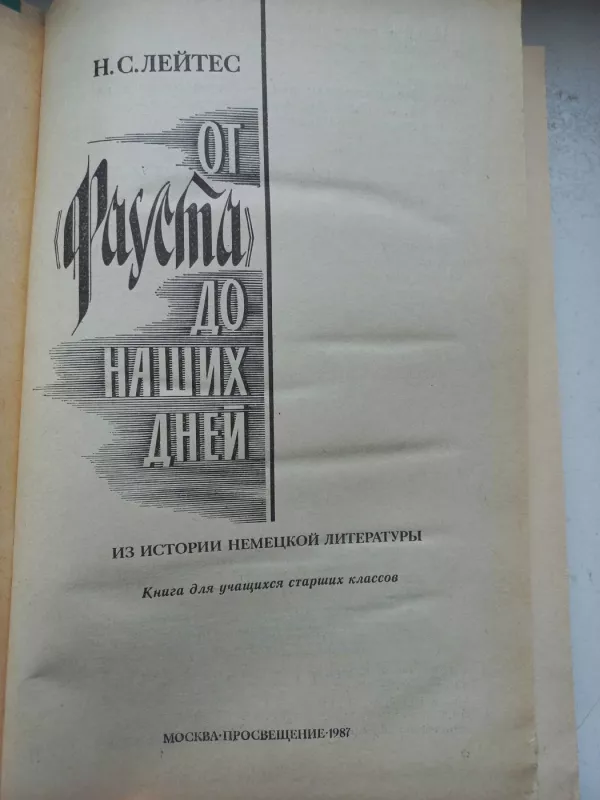 Н. С. ЛЕЙТЕС
ОТ
«Фауста»
ДО
НАШИХ
ДНЕЙ
ИЗ ИСТОРИИ НЕМЕЦКОЙ ЛИТЕРАТУРЫ
Книга для учащихся старших классов
МОСКВА·ПРОСВЕЩЕНИЕ·1987